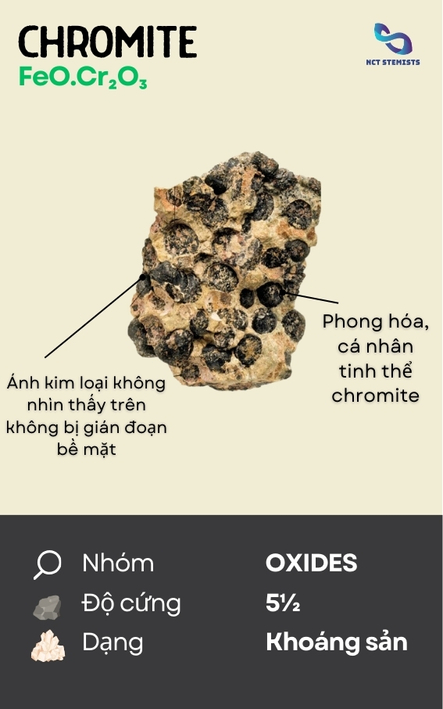 CHROMITE
FeO.Cr₂O₃
NCT STEMISTS
Phong hóa,
cá nhân
tinh thể
chromite
Ánh kim loại không
nhìn thấy trên
không bị gián đoạn
bề mặt
Nhóm OXIDES
Độ cứng 5½
Dạng Khoáng sản